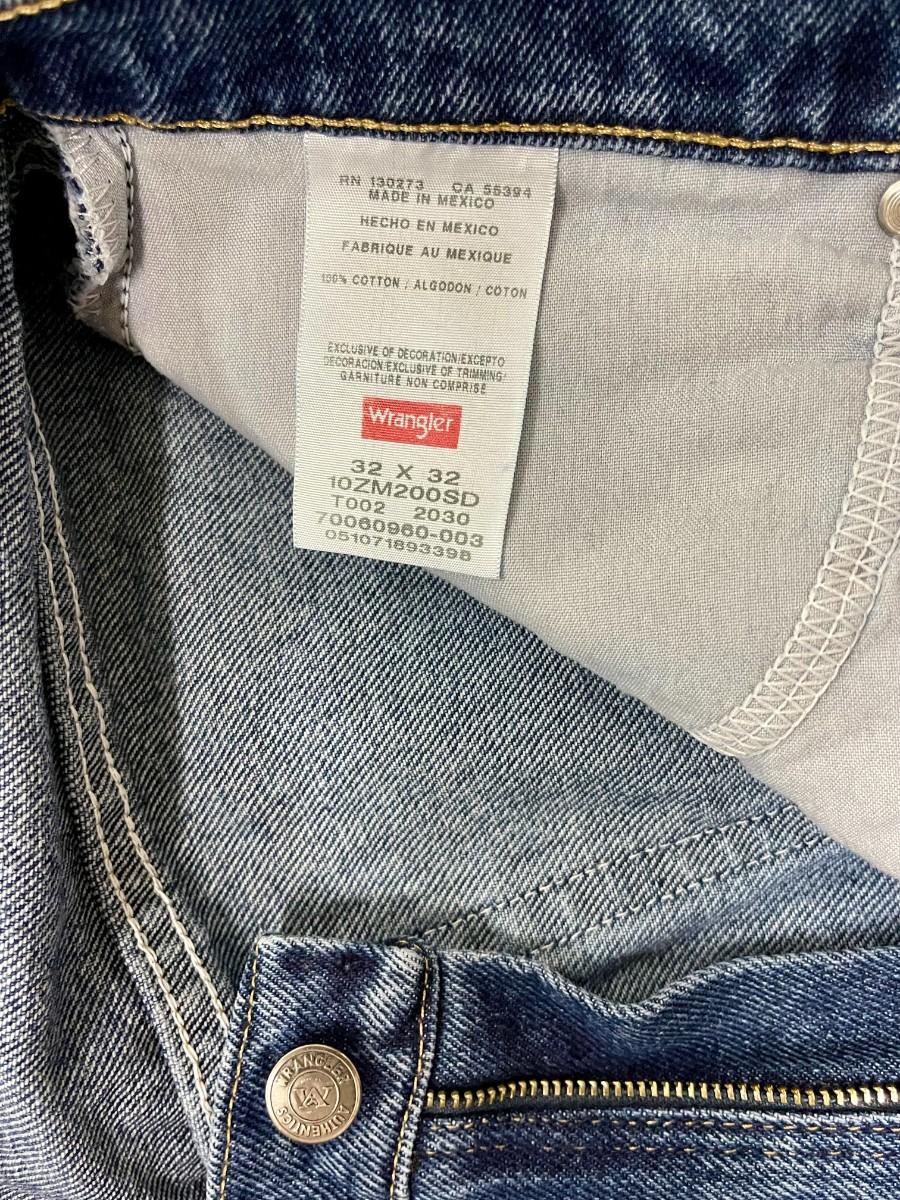 RN 130273 CA 55394
MADE IN MEXICO
HECHO EN MEXICO
FABRIQUE AU MEXIQUE
100% COTTON / ALGODON / COTON
EXCLUSIVE OF DECORATION/EXCEPTO
DECORACION/EXCLUSIVE OF TRIMMING/
GARNITURE NON COMPRISE
Wrangler
32 X 32
10ZM200SD
T002 2030
70060960-003
051071893398
WRANGLER
W
AUTHENTICS